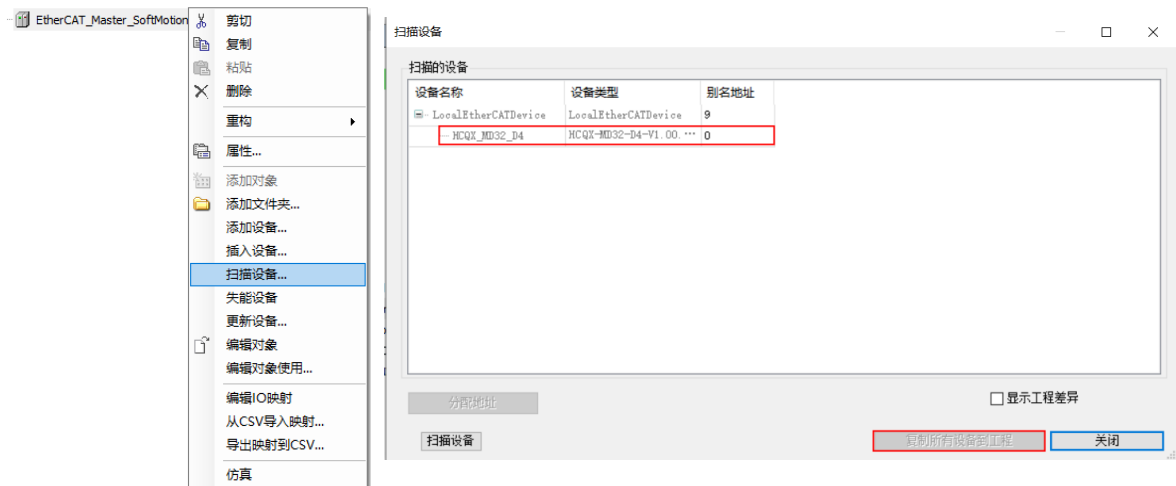 EtherCAT_Master_SoftMotion
剪切
复制
粘贴
删除
重构
属性...
添加对象
添加文件夹...
添加设备...
插入设备...
扫描设备...
失能设备
更新设备...
编辑对象
编辑对象使用...
编辑IO映射
从CSV导入映射...
导出映射到CSV...
仿真
扫描设备
扫描的设备
设备名称 设备类型 别名地址
LocalEtherCATDevice LocalEtherCATDevice 9
HCQX_MD32_D4 HCQX-MD32-D4-V1.00. ... 0
分配地址 显示工程差异
扫描设备 复制所有设备到工程 关闭